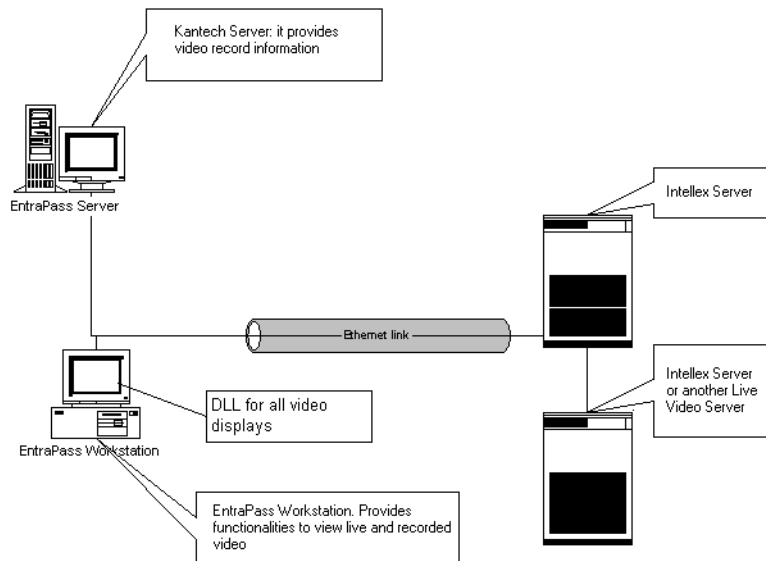 Kantech Server: it provides
video record information
EntraPass Server
Intellex Server
Ethernet link
Intellex Server
or another Live
Video Server
DLL for all video
displays
EntraPass Workstation
EntraPass Workstation. Provides
functionalities to view live and recorded
video